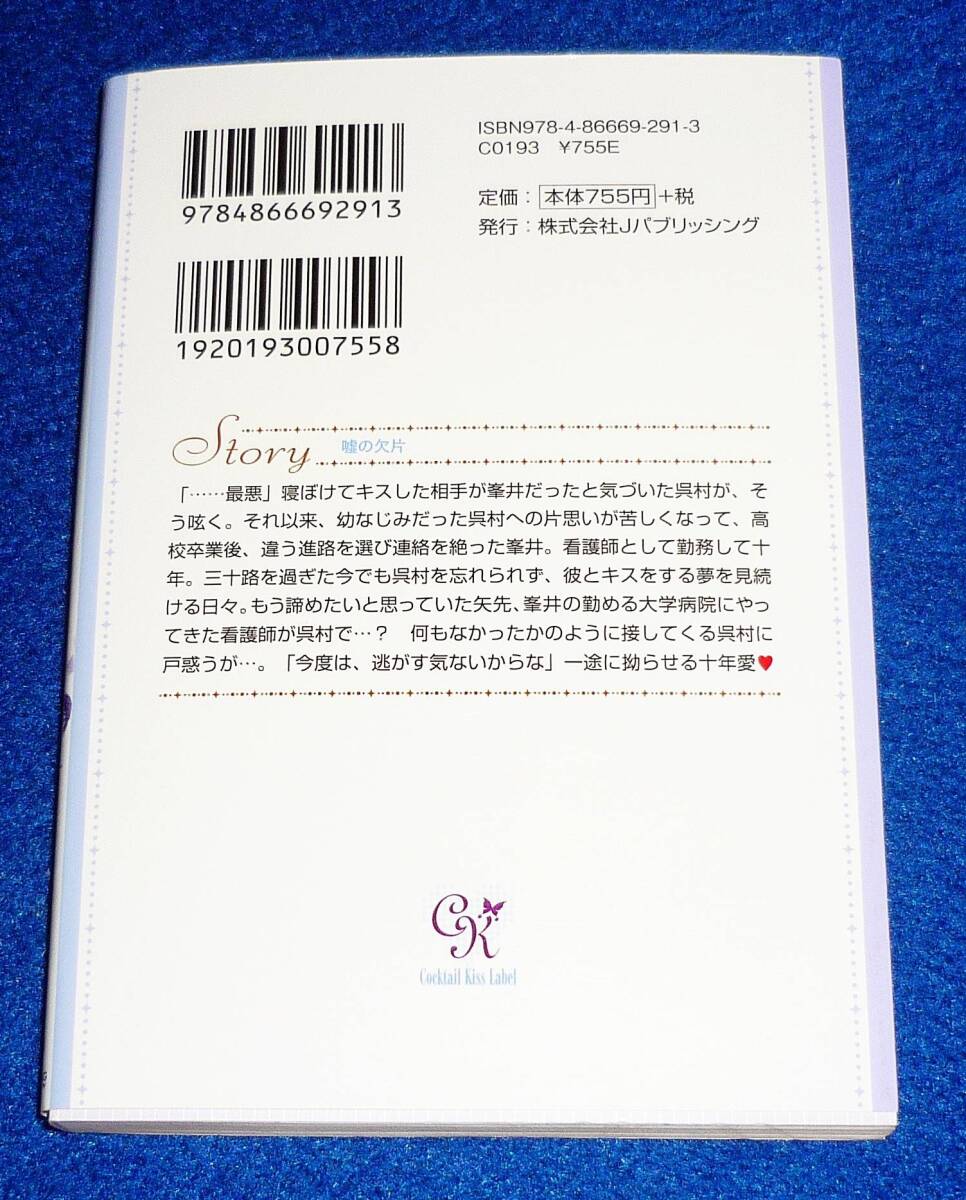 ISBN978-4-86669-291-3
C0193 ¥755E
9784866692913
定価：本体755円+税
発行：株式会社Jパブリッシング
1920193007558
Story 嘘の欠片
「……最悪」寝ぼけてキスした相手が峯井だったと気づいた呉村が、そ
う呟く。それ以来、幼なじみだった呉村への片思いが苦しくなって、高
校卒業後、違う進路を選び連絡を絶った峯井。看護師として勤務して十
年。三十路を過ぎた今でも呉村を忘れられず、彼とキスをする夢を見続
ける日々。もう諦めたいと思っていた矢先、峯井の勤める大学病院にやっ
てきた看護師が呉村で…？　何もなかったかのように接してくる呉村に
戸惑うが…。「今度は、逃がす気ないからな」一途に拗らせる十年愛♥
CK
Cocktail Kiss Label